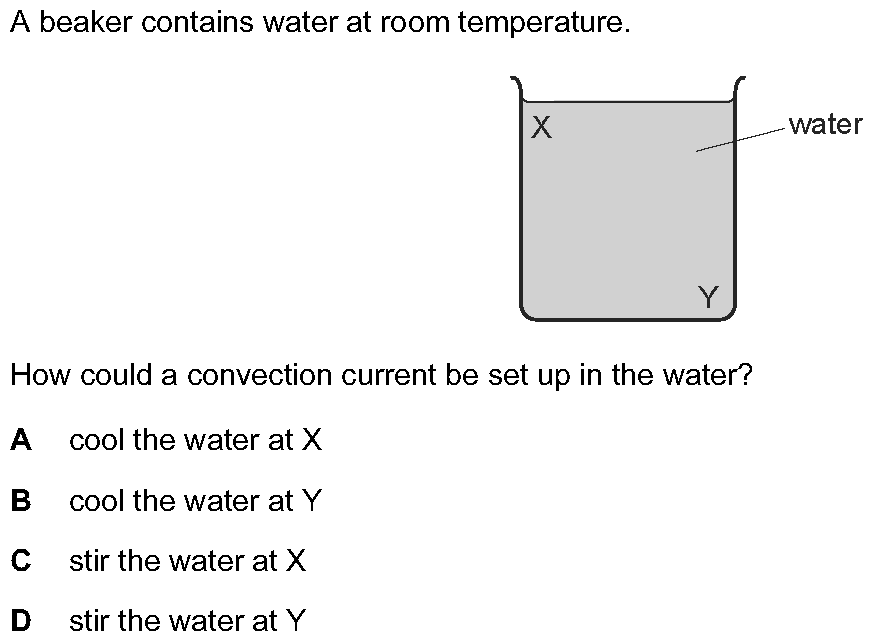 A beaker contains water at room temperature.
X
water
Y
How could a convection current be set up in the water?
A cool the water at X
B cool the water at Y
C stir the water at X
D stir the water at Y